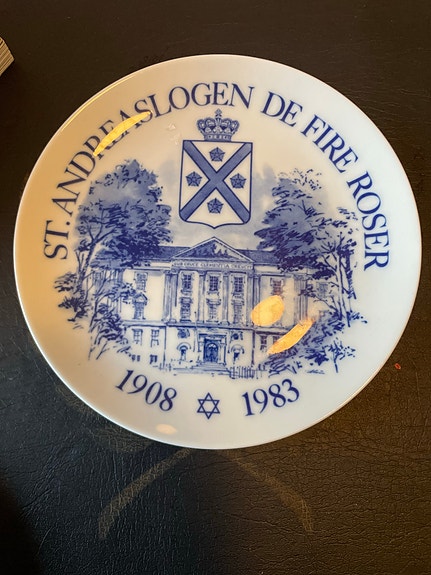 ST. ANDREASLOGEN DE FIRE ROSER
1908 1983